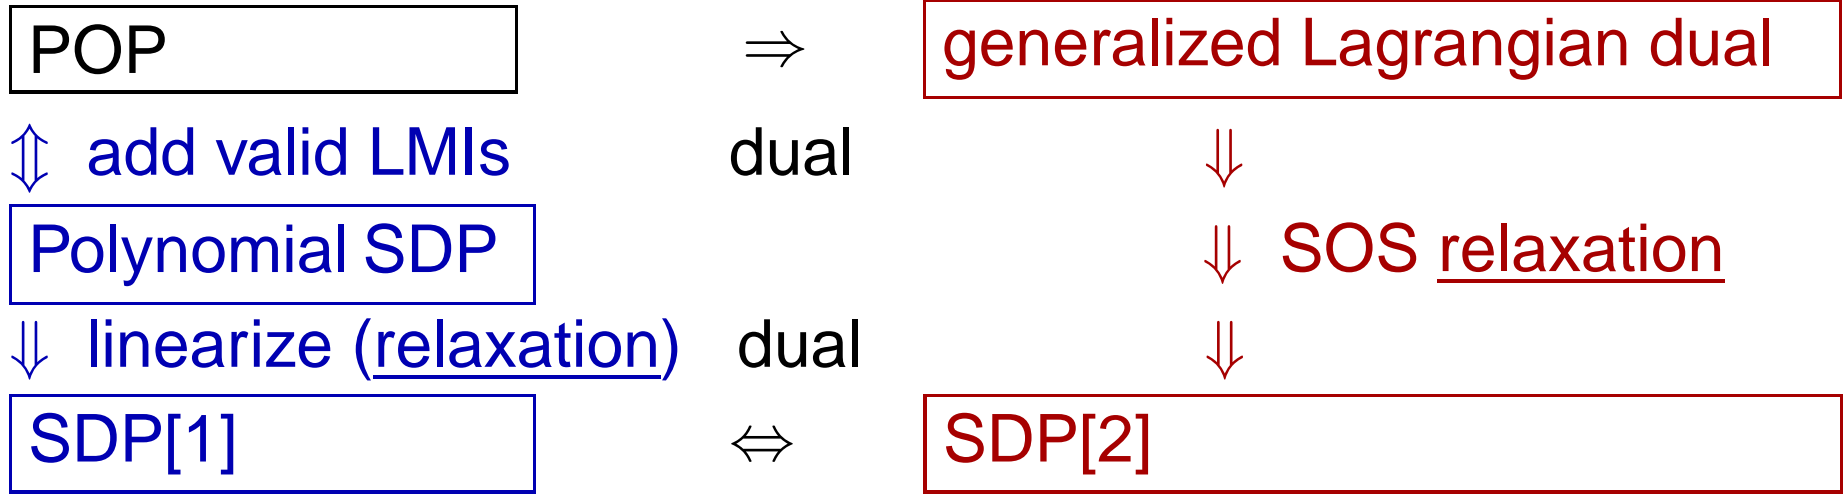 POP ⇒ generalized Lagrangian dual
⇕ add valid LMIs dual ⇓
Polynomial SDP ⇓ SOS relaxation
⇓ linearize (relaxation) dual ⇓
SDP[1] ⇔ SDP[2]